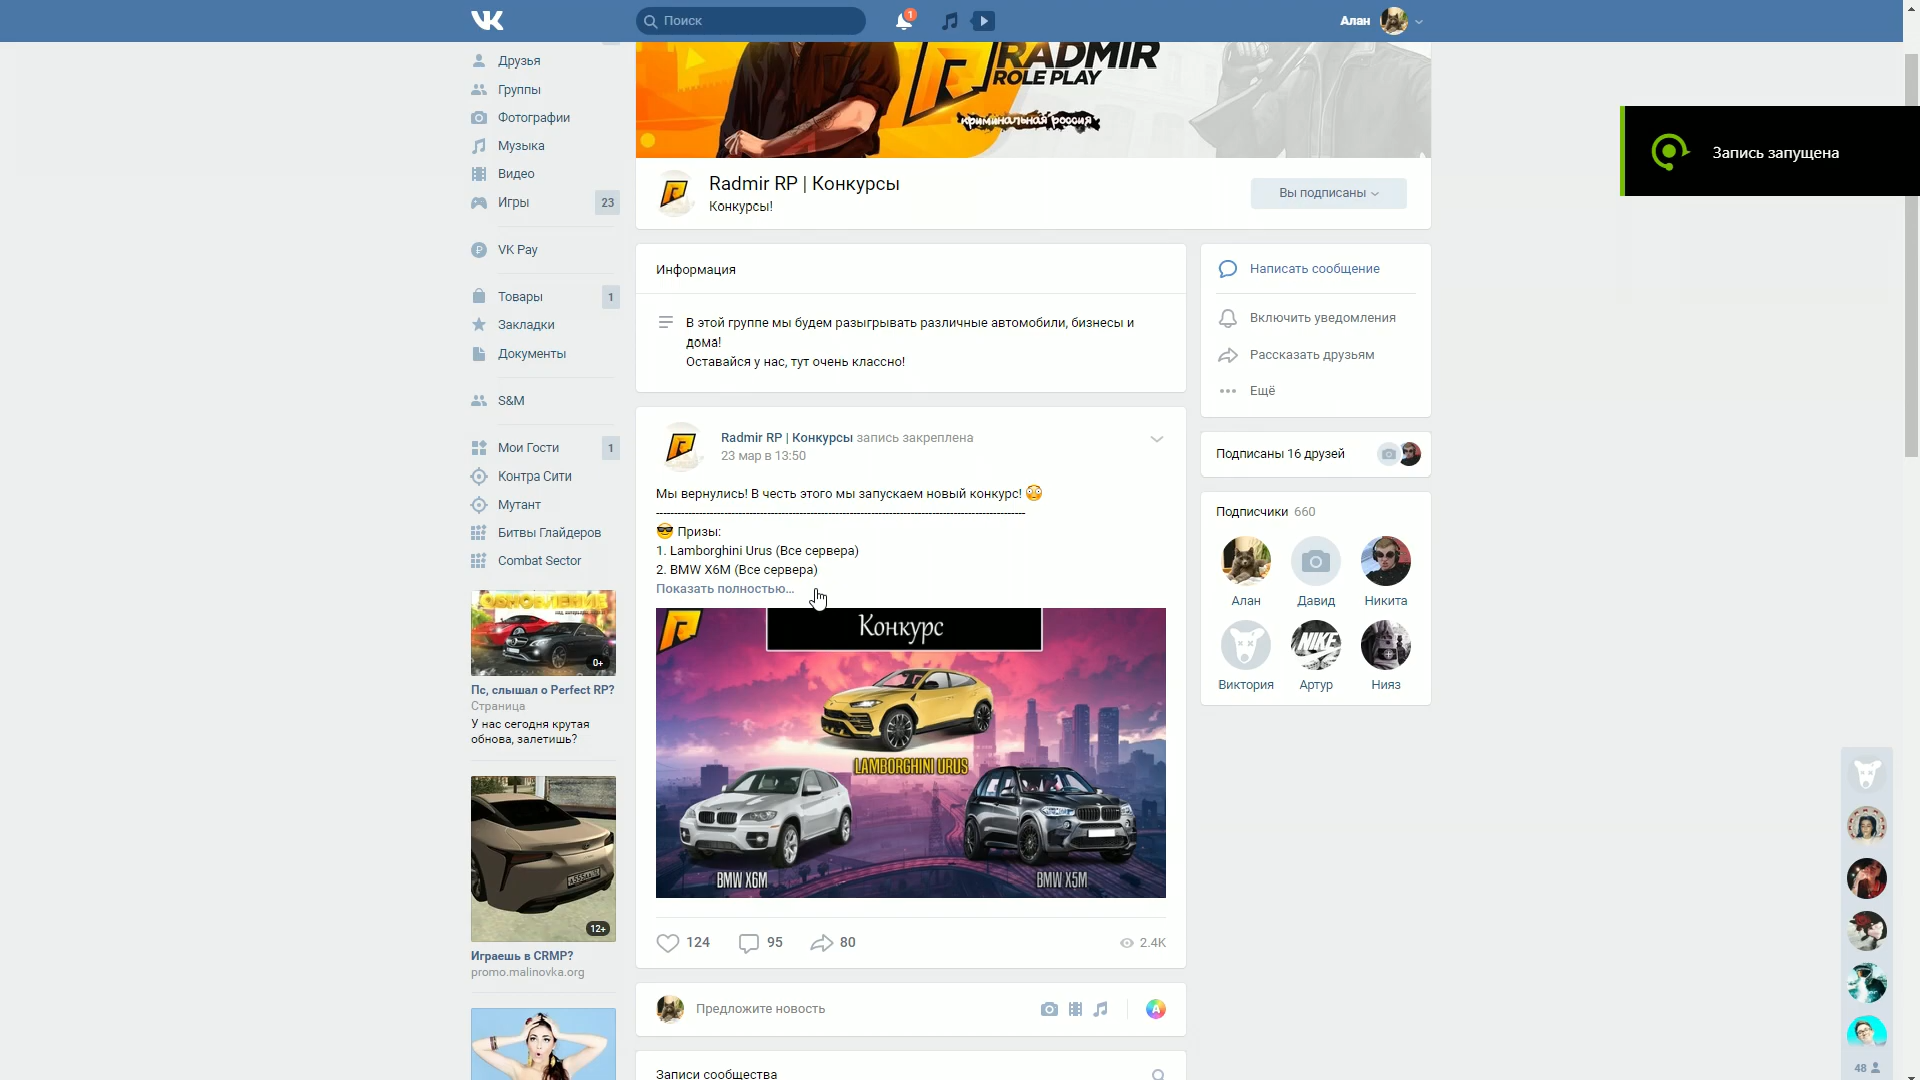 Поиск
1
Алан
Друзья
Группы
Фотографии
Музыка
Видео
Игры
23
VK Pay
Товары
1
Закладки
Документы
S&M
Мои Гости
1
Контра Сити
Мутант
Битвы Глайдеров
Combat Sector
ОБНОВЛЕНИЕ
0+
Пс, слышал о Perfect RP?
Страница
У нас сегодня крутая
обнова, залетишь?
12+
Играешь в CRMP?
promo.malinovka.org
RADMIR
ROLE PLAY
криминальная россия
Radmir RP | Конкурсы
Конкурсы!
Вы подписаны
Информация
В этой группе мы будем разыгрывать различные автомобили, бизнесы и
дома!
Оставайся у нас, тут очень классно!
Radmir RP | Конкурсы запись закреплена
23 мар в 13:50
Мы вернулись! В честь этого мы запускаем новый конкурс! 😳
😎 Призы:
1. Lamborghini Urus (Все сервера)
2. BMW X6M (Все сервера)
Показать полностью...
Конкурс
LAMBORGHINI URUS
BMW X6M
BMW X5M
124
95
80
2.4K
Предложите новость
A
Записи сообщества
Написать сообщение
Включить уведомления
Рассказать друзьям
Ещё
Подписаны 16 друзей
Подписчики 660
Алан
Давид
Никита
NIKE
Виктория
Артур
Нияз
Запись запущена
48